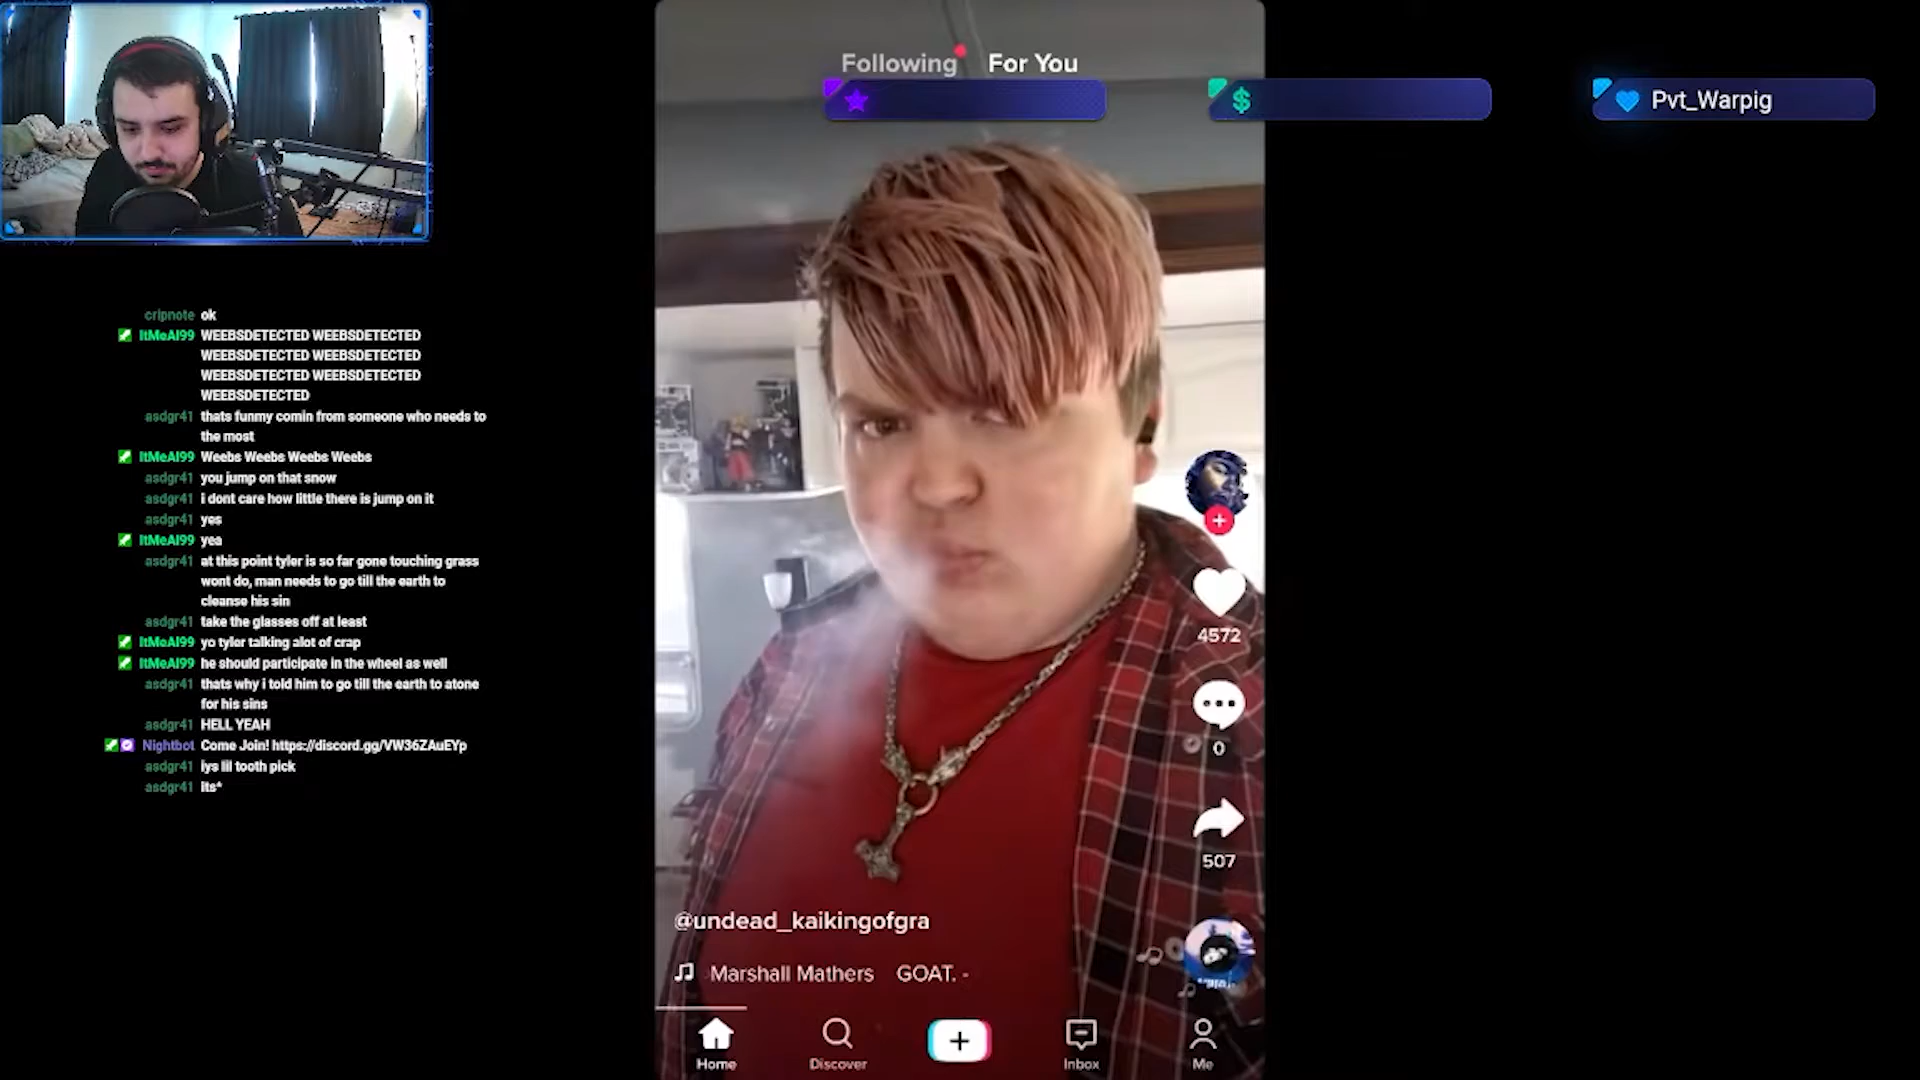 Following For You
Pvt_Warpig
cripnote ok
ItMeAl99 WEEBSDETECTED WEEBSDETECTED
WEEBSDETECTED WEEBSDETECTED
WEEBSDETECTED WEEBSDETECTED
WEEBSDETECTED
asdgr41 thats funmy comin from someone who needs to
the most
ItMeAl99 Weebs Weebs Weebs Weebs
asdgr41 you jump on that snow
asdgr41 i dont care how little there is jump on it
asdgr41 yes
ItMeAl99 yea
asdgr41 at this point tyler is so far gone touching grass
wont do, man needs to go till the earth to
cleanse his sin
asdgr41 take the glasses off at least
ItMeAl99 yo tyler talking alot of crap
ItMeAl99 he should participate in the wheel as well
asdgr41 thats why i told him to go till the earth to atone
for his sins
asdgr41 HELL YEAH
Nightbot Come Join! https://discord.gg/VW36ZAuEYp
asdgr41 iys lil tooth pick
asdgr41 its*
4572
0
507
@undead_kaikingofgra
Marshall Mathers GOAT. -
Home Discover Inbox Me